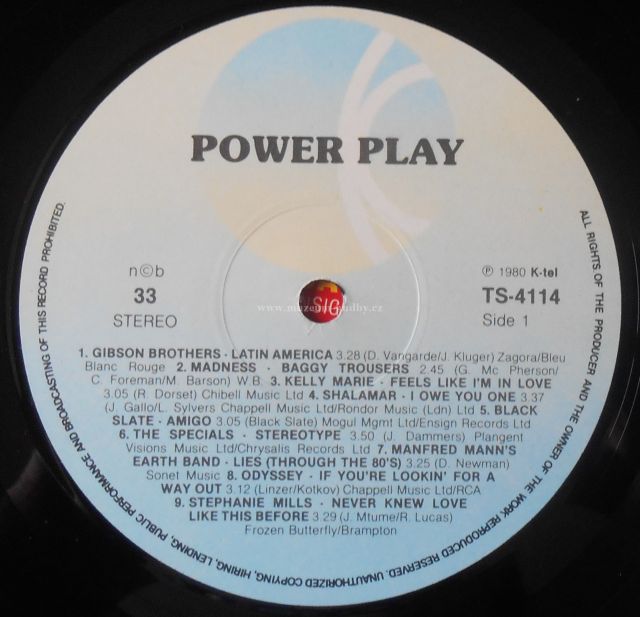 POWER PLAY
n©b
33
STEREO
℗ 1980 K-tel
TS-4114
Side 1
www.muzeum-hudby.cz
SIG
1. GIBSON BROTHERS · LATIN AMERICA 3.28 (D. Vangarde/J. Kluger) Zagora/Bleu
Blanc Rouge 2. MADNESS · BAGGY TROUSERS 2.45 (G. Mc Pherson/
C. Foreman/M. Barson) W.B. 3. KELLY MARIE · FEELS LIKE I'M IN LOVE
3.05 (R. Dorset) Chibell Music Ltd 4. SHALAMAR · I OWE YOU ONE 3.37
(J. Gallo/L. Sylvers Chappell Music Ltd/Rondor Music (Ldn) Ltd) 5. BLACK
SLATE · AMIGO 3.05 (Black Slate) Mogul Mgmt Ltd/Ensign Records Ltd
6. THE SPECIALS · STEREOTYPE 3.50 (J. Dammers) Plangent
Visions Music Ltd/Chrysalis Records Ltd 7. MANFRED MANN'S
EARTH BAND · LIES (THROUGH THE 80'S) 3.25 (D. Newman)
Sonet Music 8. ODYSSEY · IF YOU'RE LOOKIN' FOR A
WAY OUT 3.12 (Linzer/Kotkov) Chappell Music Ltd/RCA
9. STEPHANIE MILLS · NEVER KNEW LOVE
LIKE THIS BEFORE 3.29 (J. Mtume/R. Lucas)
Frozen Butterfly/Brampton
ALL RIGHTS OF THE PRODUCER AND THE OWNER OF THE WORK REPRODUCED RESERVED. UNAUTHORIZED COPYING, HIRING, LENDING, PUBLIC PERFORMANCE AND BROADCASTING OF THIS RECORD PROHIBITED.